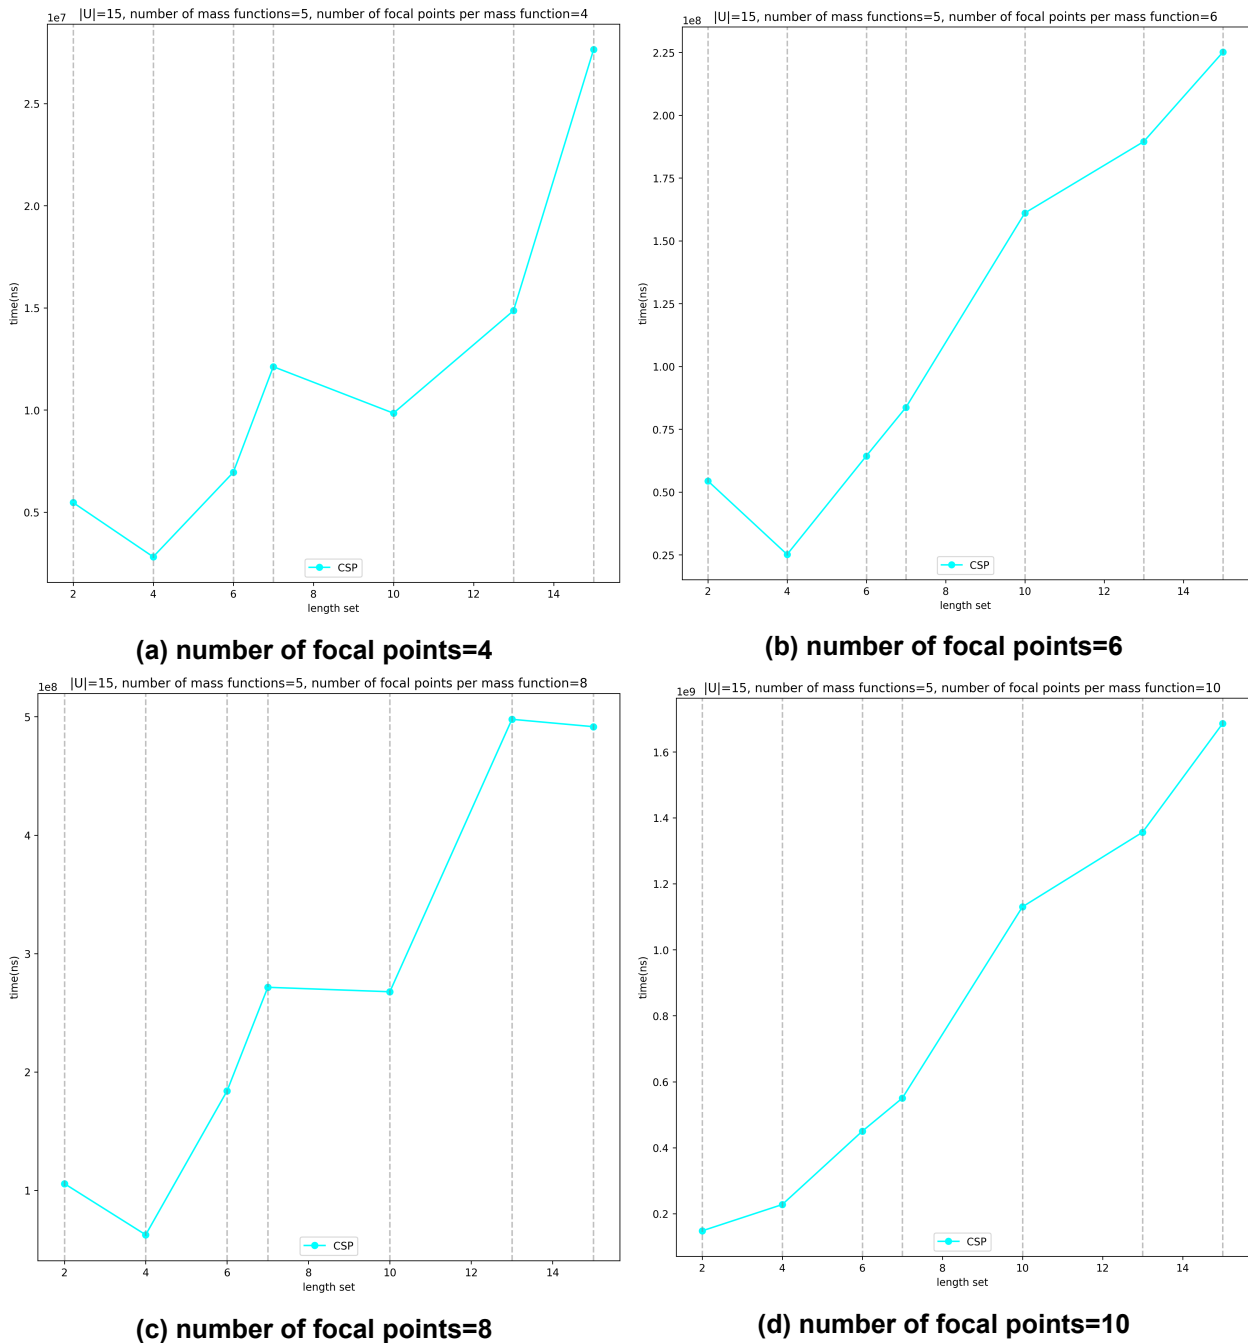 |U|=15, number of mass functions=5, number of focal points per mass function=4
1e7
2.5
2.0
1.5
1.0
0.5
time(ns)
CSP
2 4 6 8 10 12 14
length set
(a) number of focal points=4
|U|=15, number of mass functions=5, number of focal points per mass function=6
1e8
2.25
2.00
1.75
1.50
1.25
1.00
0.75
0.50
0.25
time(ns)
CSP
2 4 6 8 10 12 14
length set
(b) number of focal points=6
|U|=15, number of mass functions=5, number of focal points per mass function=8
1e8
5
4
3
2
1
time(ns)
CSP
2 4 6 8 10 12 14
length set
(c) number of focal points=8
|U|=15, number of mass functions=5, number of focal points per mass function=10
1e9
1.6
1.4
1.2
1.0
0.8
0.6
0.4
0.2
time(ns)
CSP
2 4 6 8 10 12 14
length set
(d) number of focal points=10